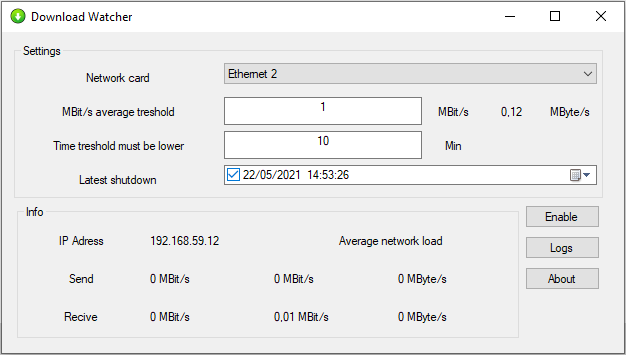 Download Watcher
Settings
Network card Ethernet 2
MBit/s average treshold 1 MBit/s 0,12 MByte/s
Time treshold must be lower 10 Min
Latest shutdown 22/05/2021 14:53:26
Info
IP Adress 192.168.59.12 Average network load
Send 0 MBit/s 0 MBit/s 0 MByte/s
Recive 0 MBit/s 0,01 MBit/s 0 MByte/s
Enable
Logs
About